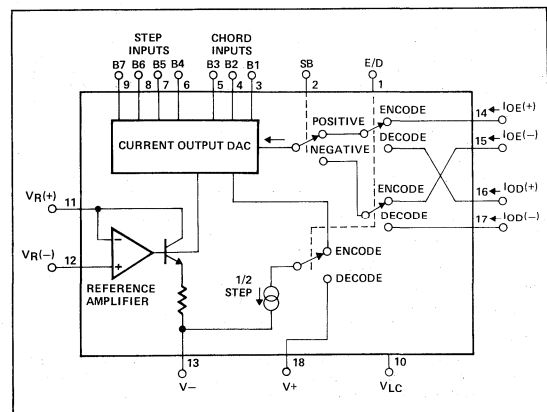 STEP INPUTS
CHORD INPUTS
B7 B6 B5 B4 B3 B2 B1 SB E/D
9 8 7 6 5 4 3 2 1
ENCODE 14 IOE(+)
POSITIVE
15 IOE(−)
CURRENT OUTPUT DAC
NEGATIVE
DECODE
ENCODE
16 IOD(+)
DECODE
17 IOD(−)
VR(+) 11
VR(−) 12
REFERENCE AMPLIFIER
ENCODE
1/2 STEP
DECODE
13 18 10
V− V+ VLC